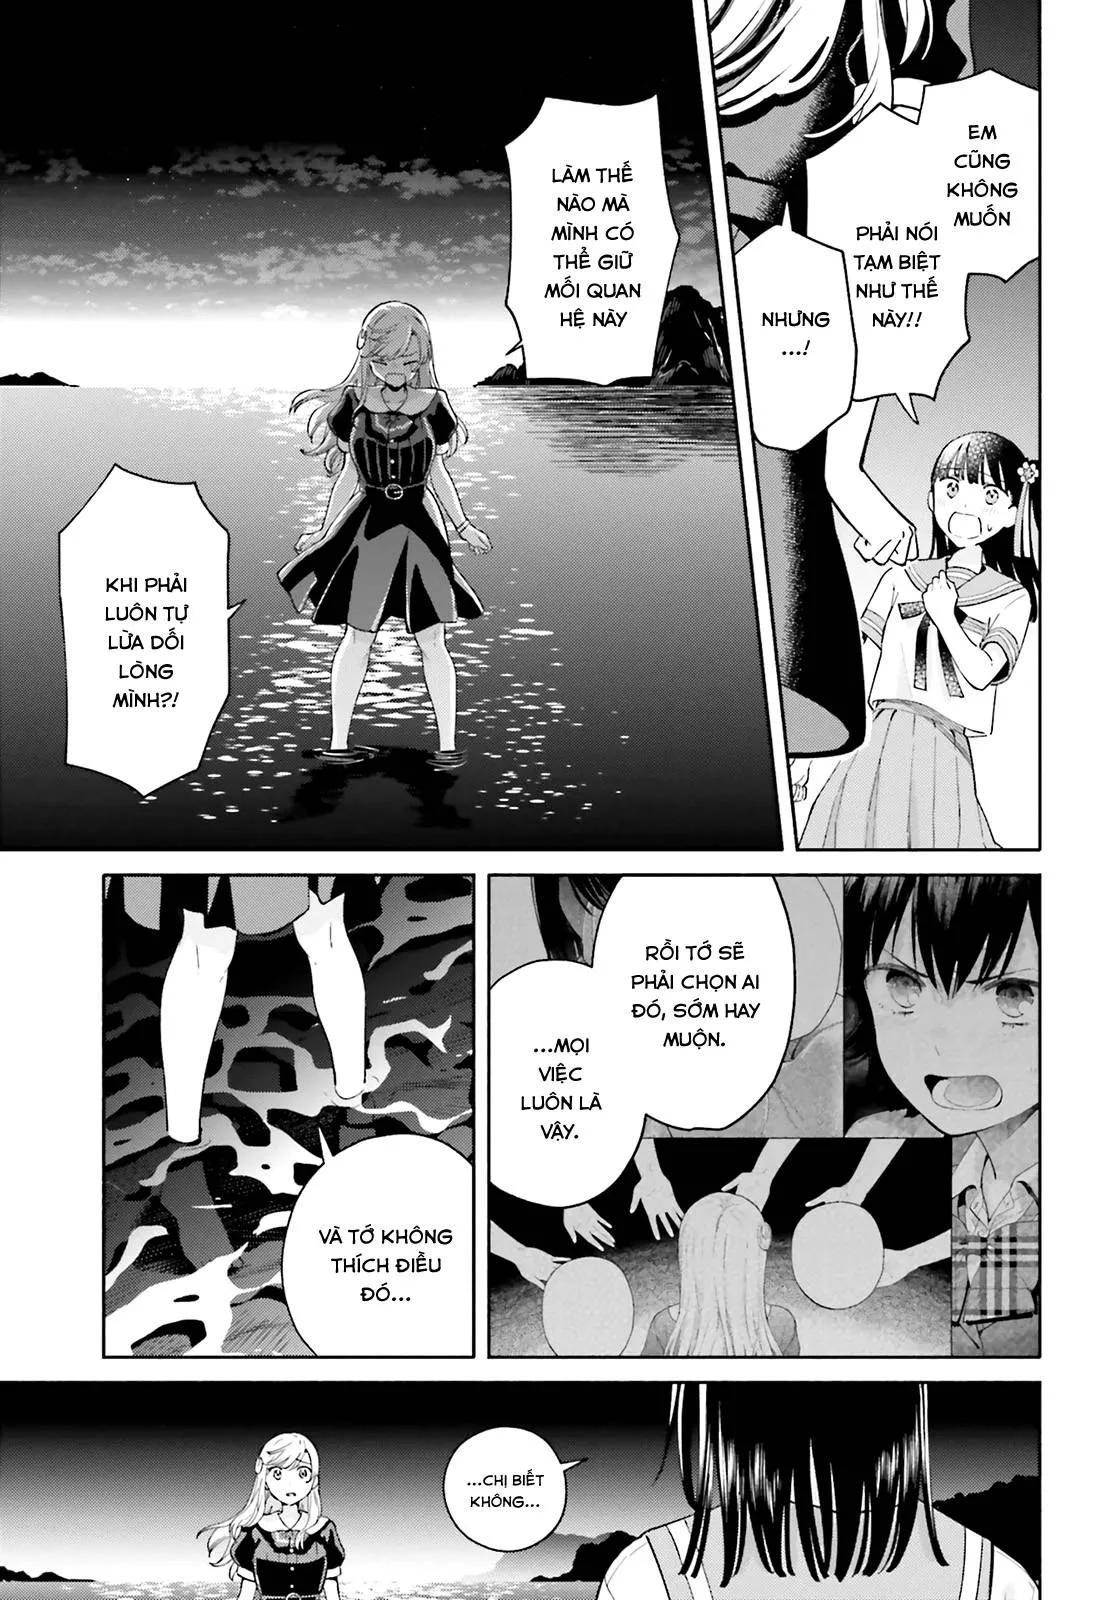 EM
CŨNG
KHÔNG
MUỐN
PHẢI NÓI
TẠM BIỆT
NHƯ THẾ
NÀY!!
NHƯNG
...!
LÀM THẾ
NÀO MÀ
MÌNH CÓ
THỂ GIỮ
MỐI QUAN
HỆ NÀY
KHI PHẢI
LUÔN TỰ
LỪA DỐI
LÒNG
MÌNH?!
RỒI TỚ SẼ
PHẢI CHỌN AI
ĐÓ, SỚM HAY
MUỘN.
...MỌI
VIỆC
LUÔN LÀ
VẬY.
VÀ TỚ KHÔNG
THÍCH ĐIỀU
ĐÓ...
...CHỊ BIẾT
KHÔNG...